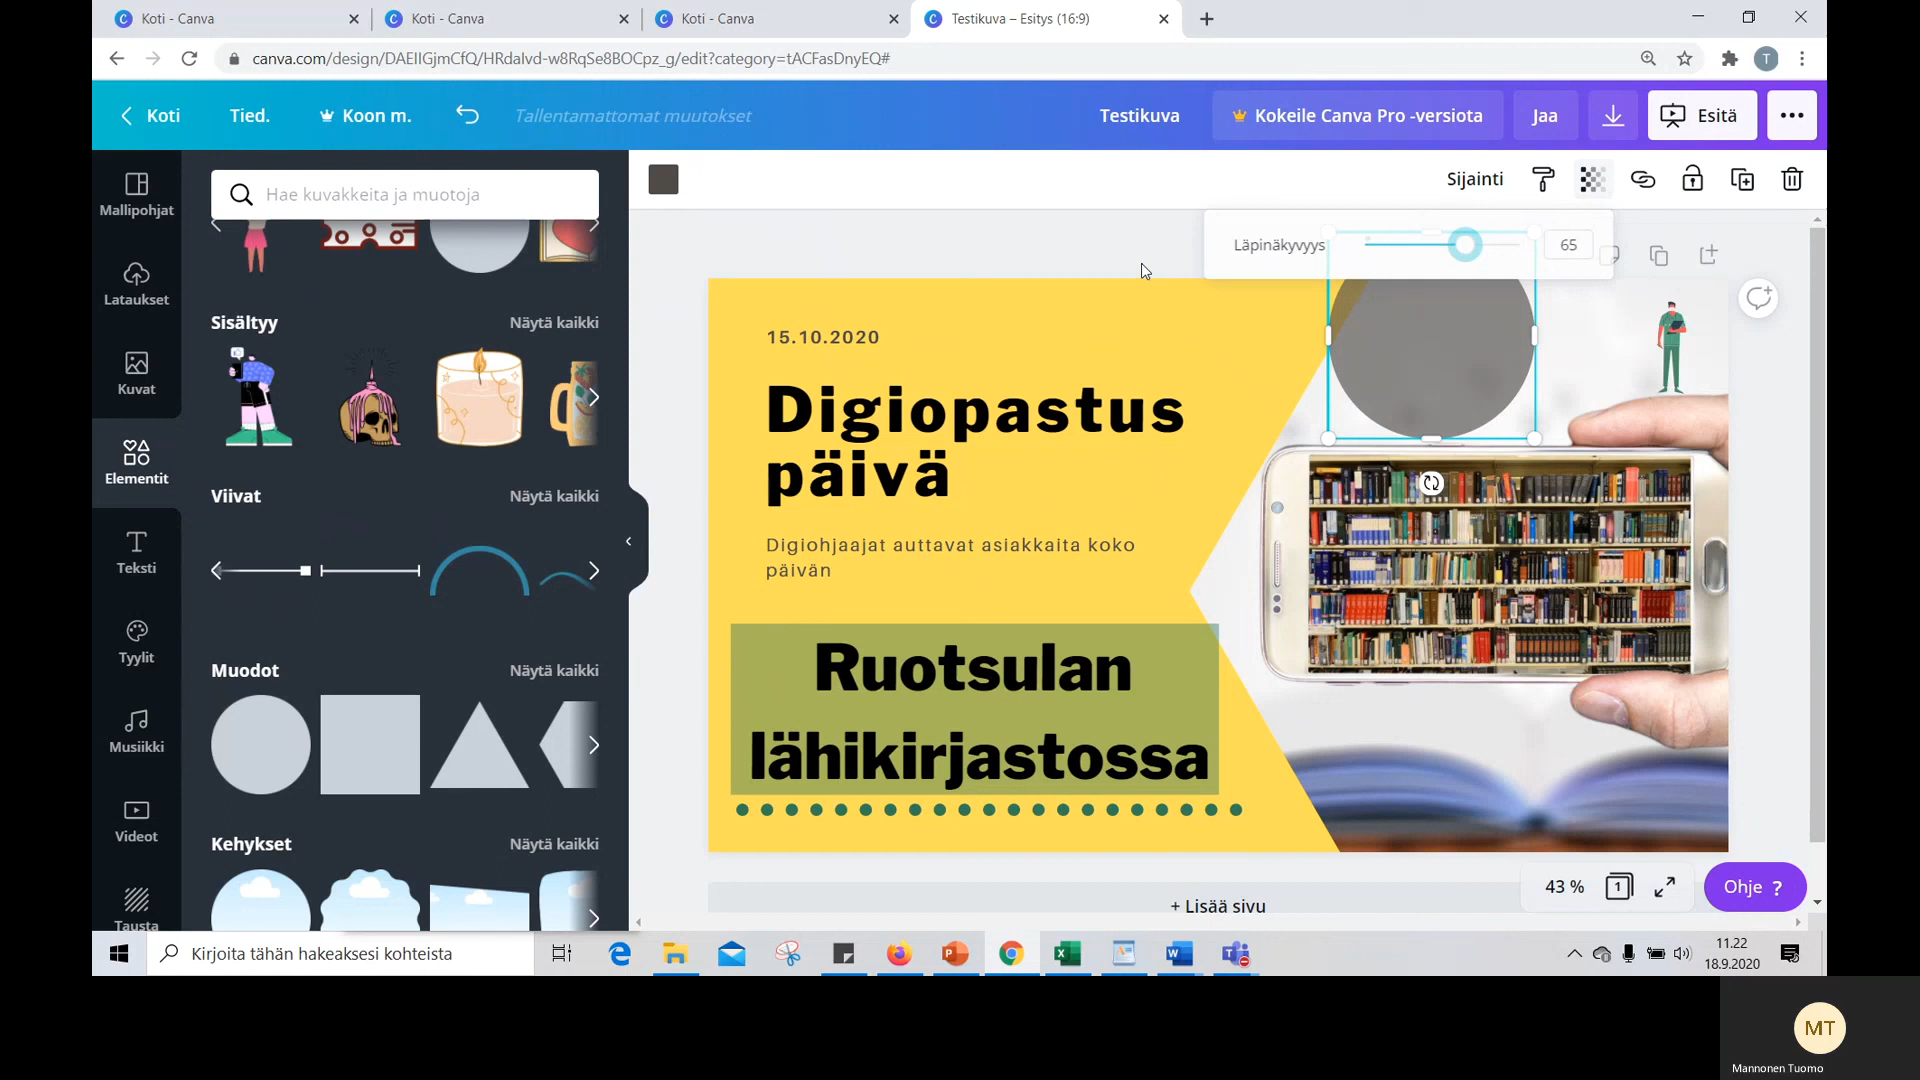 Koti - Canva
Koti - Canva
Koti - Canva
Testikuva – Esitys (16:9)
canva.com/design/DAEIIGjmCfQ/HRdalvd-w8RqSe8BOCpz_g/edit?category=tACFasDnyEQ#
T
Koti
Tied.
Koon m.
Tallentamattomat muutokset
Testikuva
Kokeile Canva Pro -versiota
Jaa
Esitä
Mallipohjat
Lataukset
Kuvat
Elementit
Teksti
Tyylit
Musiikki
Videot
Tausta
Hae kuvakkeita ja muotoja
Sisältyy
Näytä kaikki
Viivat
Näytä kaikki
Muodot
Näytä kaikki
Kehykset
Näytä kaikki
Sijainti
Läpinäkyvyys
65
15.10.2020
Digiopastus
päivä
Digiohjaajat auttavat asiakkaita koko
päivän
Ruotsulan
lähikirjastossa
+ Lisää sivu
43 %
1
Ohje ?
Kirjoita tähän hakeaksesi kohteista
11.22
18.9.2020
MT
Mannonen Tuomo